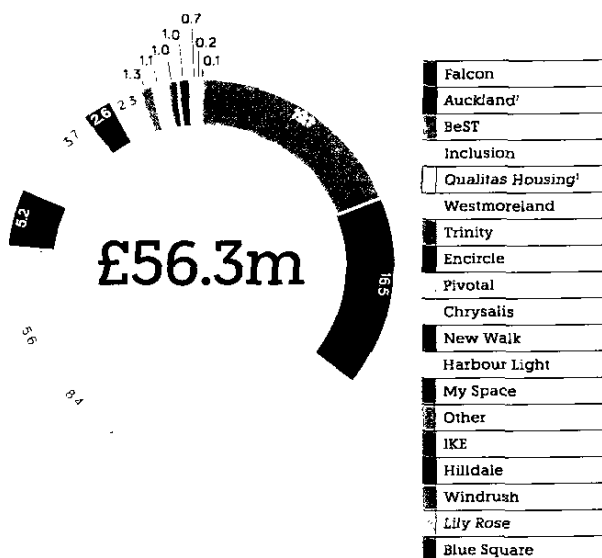 0.7
1.0
0.2
1.1
1.0
0.1
1.3
2.3
2.6
3.7
5.2
£56.3m
16.5
5.6
8.4
Falcon
Auckland¹
BeST
Inclusion
Qualitas Housing¹
Westmoreland
Trinity
Encircle
Pivotal
Chrysalis
New Walk
Harbour Light
My Space
Other
IKE
Hilldale
Windrush
Lily Rose
Blue Square